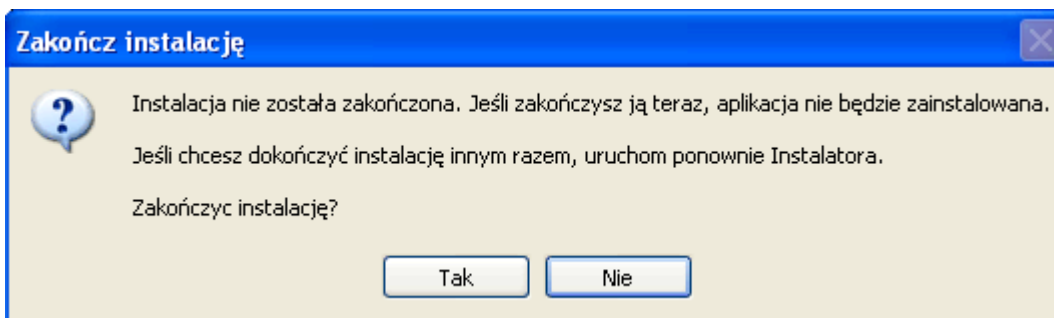 Zakończ instalację
Instalacja nie została zakończona. Jeśli zakończysz ją teraz, aplikacja nie będzie zainstalowana.
Jeśli chcesz dokończyć instalację innym razem, uruchom ponownie Instalatora.
Zakończyc instalację?
Tak
Nie